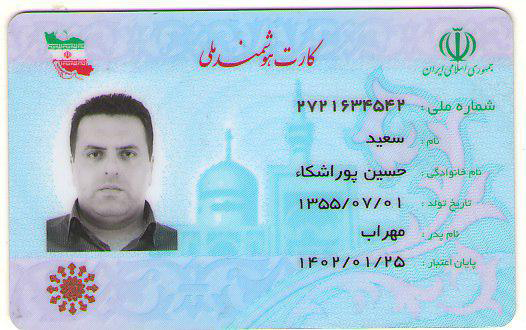 کارت هوشمند ملی
جمهوری اسلامی ایران
شماره ملی: ۲۷۲۱۶۳۴۵۴۲
نام: سعید
نام خانوادگی: حسین پوراشکاء
تاریخ تولد: ۱۳۵۵/۰۷/۰۱
نام پدر: مهراب
پایان اعتبار: ۱۴۰۲/۰۱/۲۵